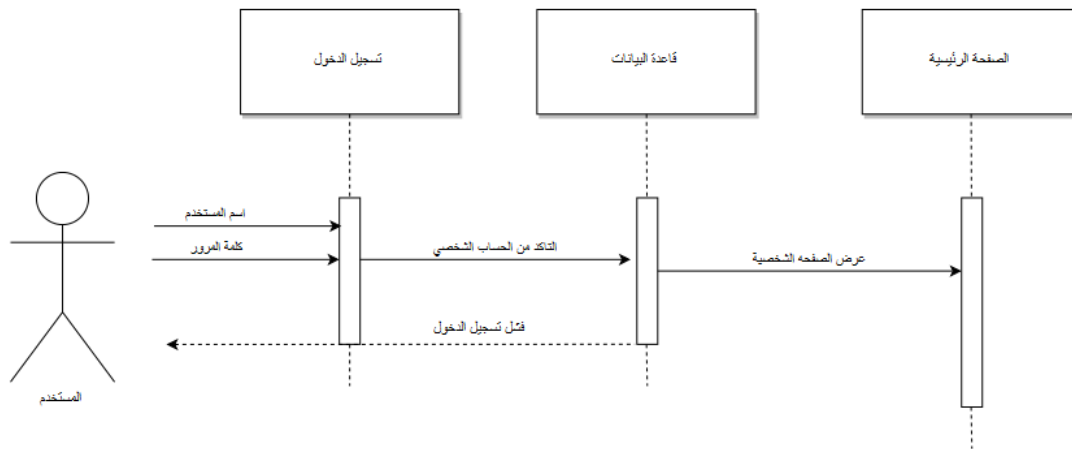 تسجيل الدخول
قاعدة البيانات
الصفحة الرئيسية
اسم المستخدم
كلمة المرور
التاكد من الحساب الشخصي
عرض الصفحه الشخصية
فشل تسجيل الدخول
المستخدم